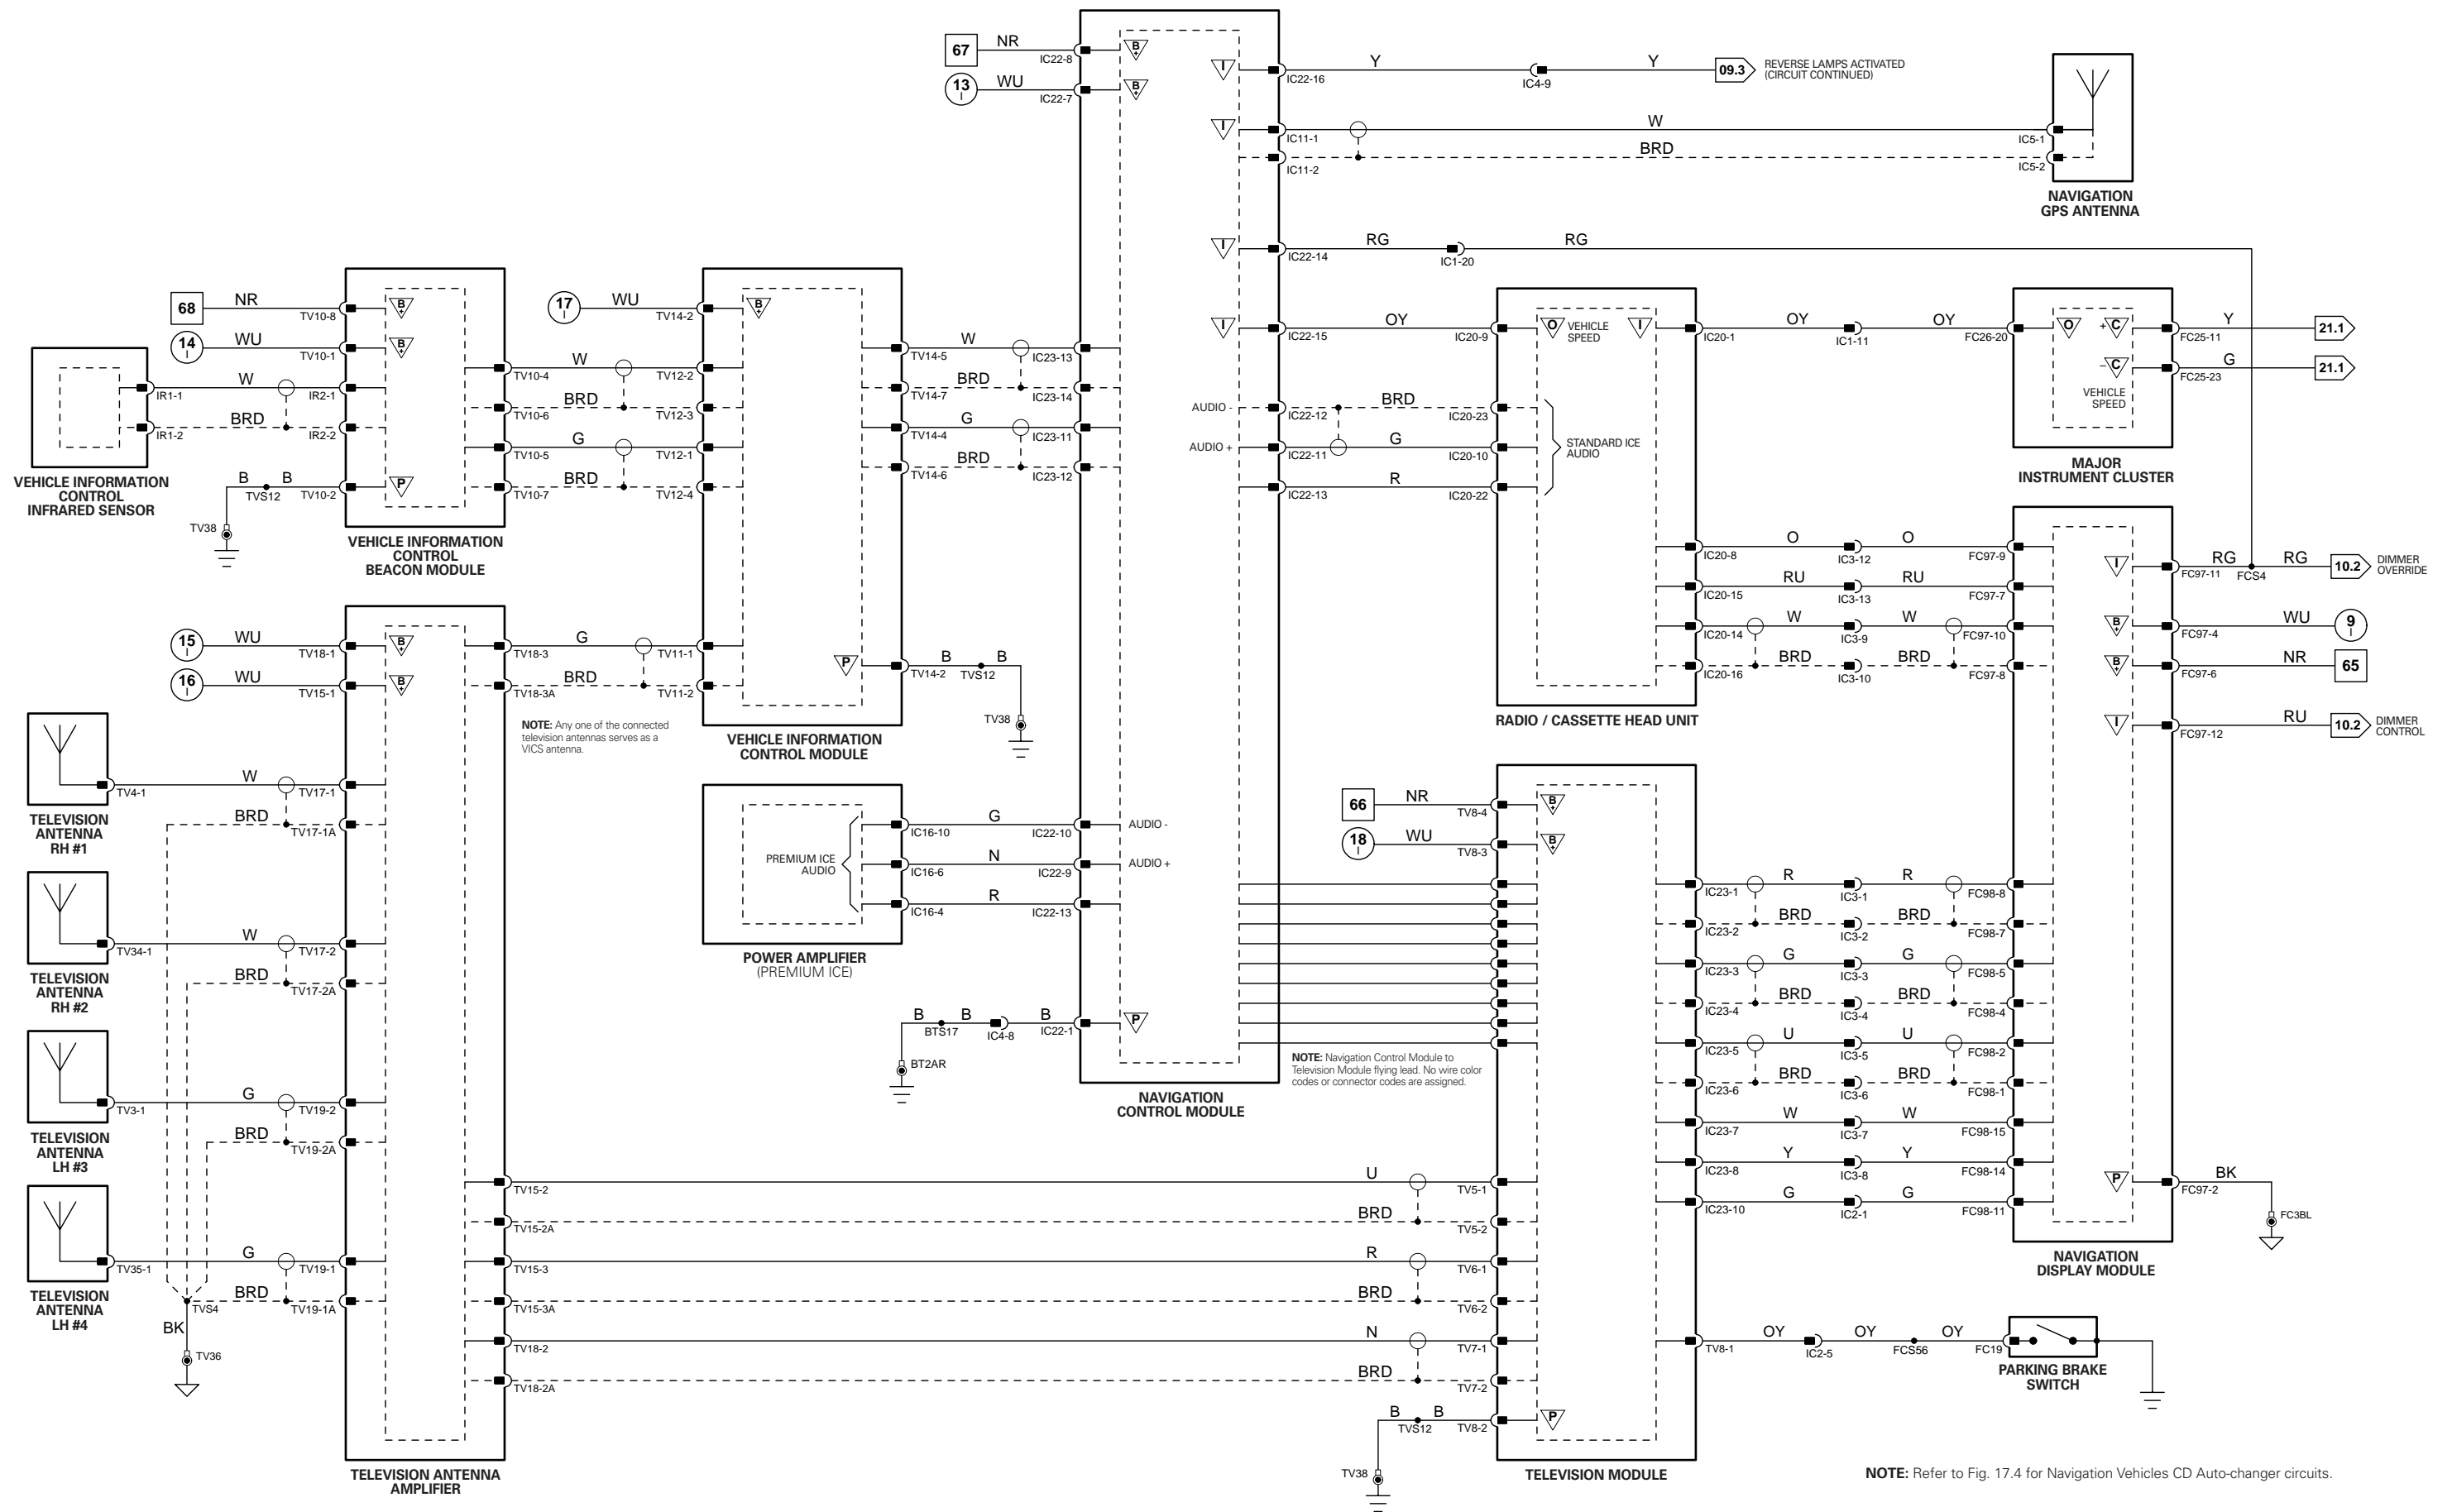 67
NR
IC22-8
B
+
13
I
WU
IC22-7
B
+
I
IC22-16
Y
IC4-9
Y
09.3
REVERSE LAMPS ACTIVATED
(CIRCUIT CONTINUED)
I
IC11-1
W
IC5-1
IC11-2
BRD
IC5-2
NAVIGATION
GPS ANTENNA
I
IC22-14
RG
IC1-20
RG
I
IC22-15
OY
IC20-9
O
VEHICLE
SPEED
I
IC20-1
OY
IC1-11
OY
FC26-20
O
+
C
FC25-11
Y
21.1
–
C
FC25-23
G
21.1
VEHICLE
SPEED
MAJOR
INSTRUMENT CLUSTER
AUDIO -
IC22-12
BRD
IC20-23
AUDIO +
IC22-11
G
IC20-10
STANDARD ICE
AUDIO
IC22-13
R
IC20-22
68
NR
TV10-8
B
+
14
I
WU
TV10-1
B
+
IR1-1
W
IR2-1
IR1-2
BRD
IR2-2
VEHICLE INFORMATION
CONTROL
INFRARED SENSOR
B
TVS12
B
TV10-2
P
TV38
VEHICLE INFORMATION
CONTROL
BEACON MODULE
TV10-4
W
TV12-2
TV10-6
BRD
TV12-3
TV10-5
G
TV12-1
TV10-7
BRD
TV12-4
17
I
WU
TV14-2
B
+
TV14-5
W
IC23-13
TV14-7
BRD
IC23-14
TV14-4
G
IC23-11
TV14-6
BRD
IC23-12
IC20-8
O
IC3-12
O
FC97-9
IC20-15
RU
IC3-13
RU
FC97-7
IC20-14
W
IC3-9
W
FC97-10
IC20-16
BRD
IC3-10
BRD
FC97-8
RADIO / CASSETTE HEAD UNIT
I
FC97-11
RG
FCS4
RG
10.2
DIMMER
OVERRIDE
B
+
FC97-4
WU
9
I
B
+
FC97-6
NR
65
I
FC97-12
RU
10.2
DIMMER
CONTROL
15
I
WU
TV18-1
B
+
16
I
WU
TV15-1
B
+
TV18-3
G
TV11-1
TV18-3A
BRD
TV11-2
NOTE: Any one of the connected
television antennas serves as a
VICS antenna.
P
TV14-2
B
TVS12
B
TV38
VEHICLE INFORMATION
CONTROL MODULE
TV4-1
W
TV17-1
BRD
TV17-1A
TELEVISION
ANTENNA
RH #1
TV34-1
W
TV17-2
BRD
TV17-2A
TELEVISION
ANTENNA
RH #2
TV3-1
G
TV19-2
BRD
TV19-2A
TELEVISION
ANTENNA
LH #3
TV35-1
G
TV19-1
TVS4
BRD
TV19-1A
TELEVISION
ANTENNA
LH #4
BK
TV36
TELEVISION ANTENNA
AMPLIFIER
PREMIUM ICE
AUDIO
IC16-10
G
IC22-10
AUDIO -
IC16-6
N
IC22-9
AUDIO +
IC16-4
R
IC22-13
POWER AMPLIFIER
(PREMIUM ICE)
B
BTS17
B
IC4-8
B
IC22-1
P
BT2AR
NAVIGATION
CONTROL MODULE
NOTE: Navigation Control Module to
Television Module flying lead. No wire color
codes or connector codes are assigned.
66
NR
TV8-4
B
+
18
I
WU
TV8-3
B
+
IC23-1
R
IC3-1
R
FC98-8
IC23-2
BRD
IC3-2
BRD
FC98-7
IC23-3
G
IC3-3
G
FC98-5
IC23-4
BRD
IC3-4
BRD
FC98-4
IC23-5
U
IC3-5
U
FC98-2
IC23-6
BRD
IC3-6
BRD
FC98-1
IC23-7
W
IC3-7
W
FC98-15
IC23-8
Y
IC3-8
Y
FC98-14
IC23-10
G
IC2-1
G
FC98-11
P
FC97-2
BK
FC3BL
NAVIGATION
DISPLAY MODULE
TV15-2
U
TV5-1
TV15-2A
BRD
TV5-2
TV15-3
R
TV6-1
TV15-3A
BRD
TV6-2
TV18-2
N
TV7-1
TV18-2A
BRD
TV7-2
B
TVS12
B
TV8-2
P
TV38
TELEVISION MODULE
TV8-1
OY
IC2-5
OY
FCS56
OY
FC19
PARKING BRAKE
SWITCH
NOTE: Refer to Fig. 17.4 for Navigation Vehicles CD Auto-changer circuits.